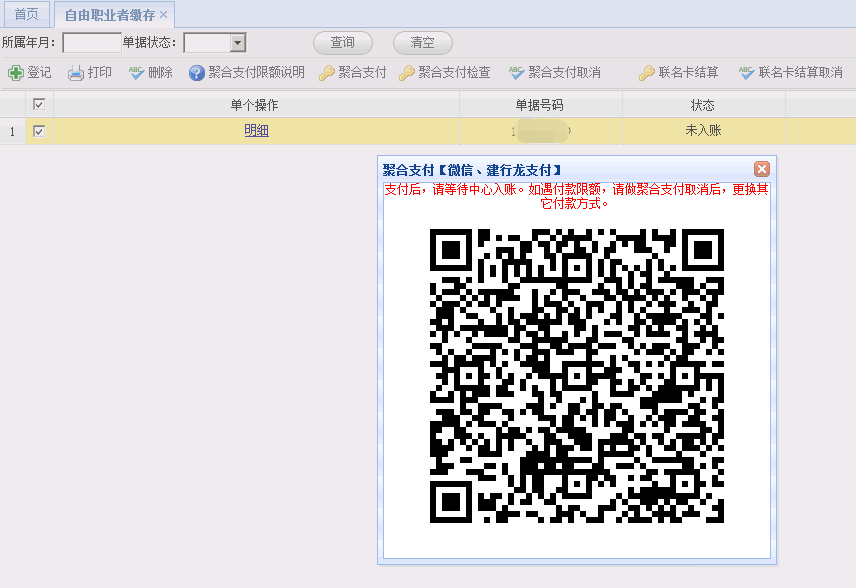 首页 自由职业者缴存
所属年月： 单据状态： 查询 清空
登记 打印 删除 聚合支付限额说明 聚合支付 聚合支付检查 聚合支付取消 联名卡结算 联名卡结算取消
单个操作 单据号码 状态
1 明细 未入账
聚合支付【微信、建行龙支付】
支付后，请等待中心入账。如遇付款限额，请做聚合支付取消后，更换其
它付款方式。